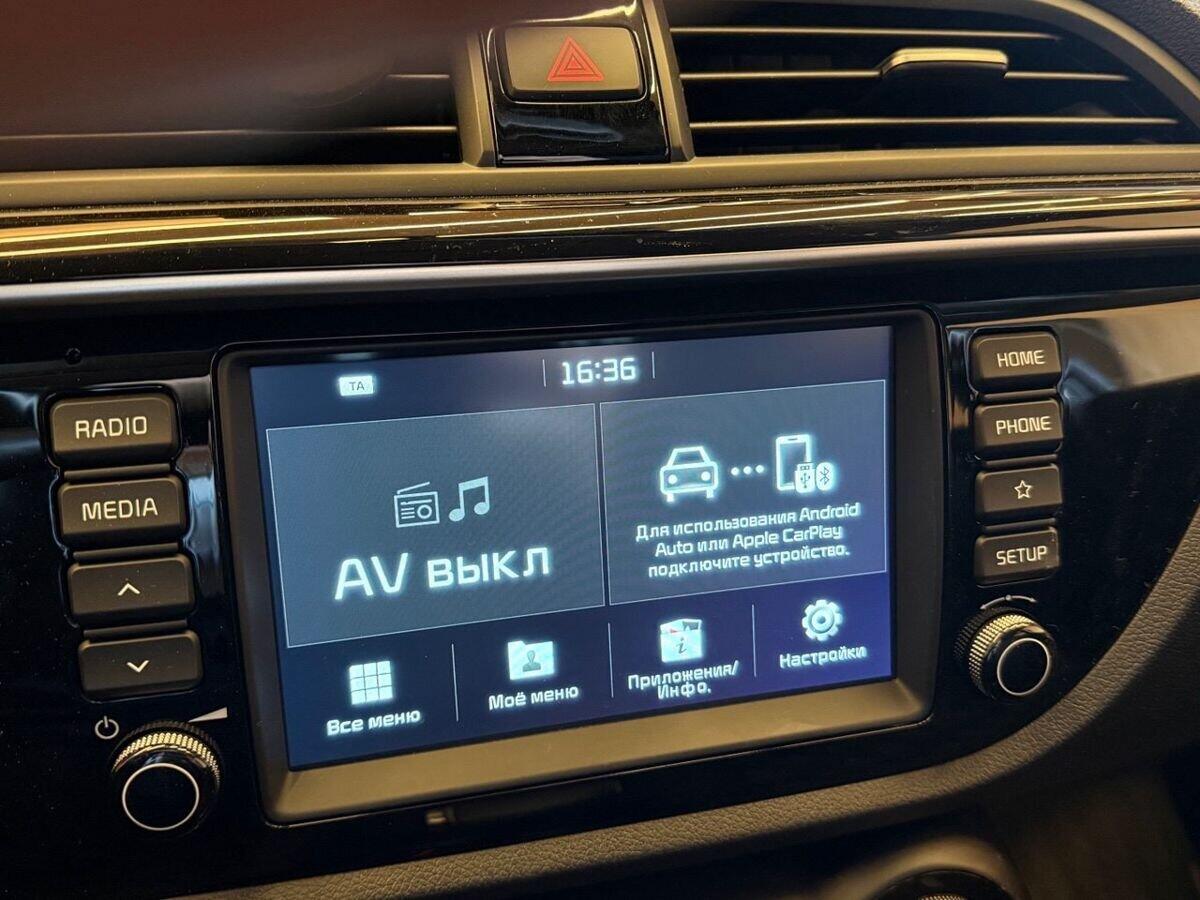 TA
16:36
RADIO
MEDIA
AV выкл
Для использования Android
Auto или Apple CarPlay
подключите устройство.
Все меню
Моё меню
Приложения/
Инфо.
Настройки
HOME
PHONE
SETUP